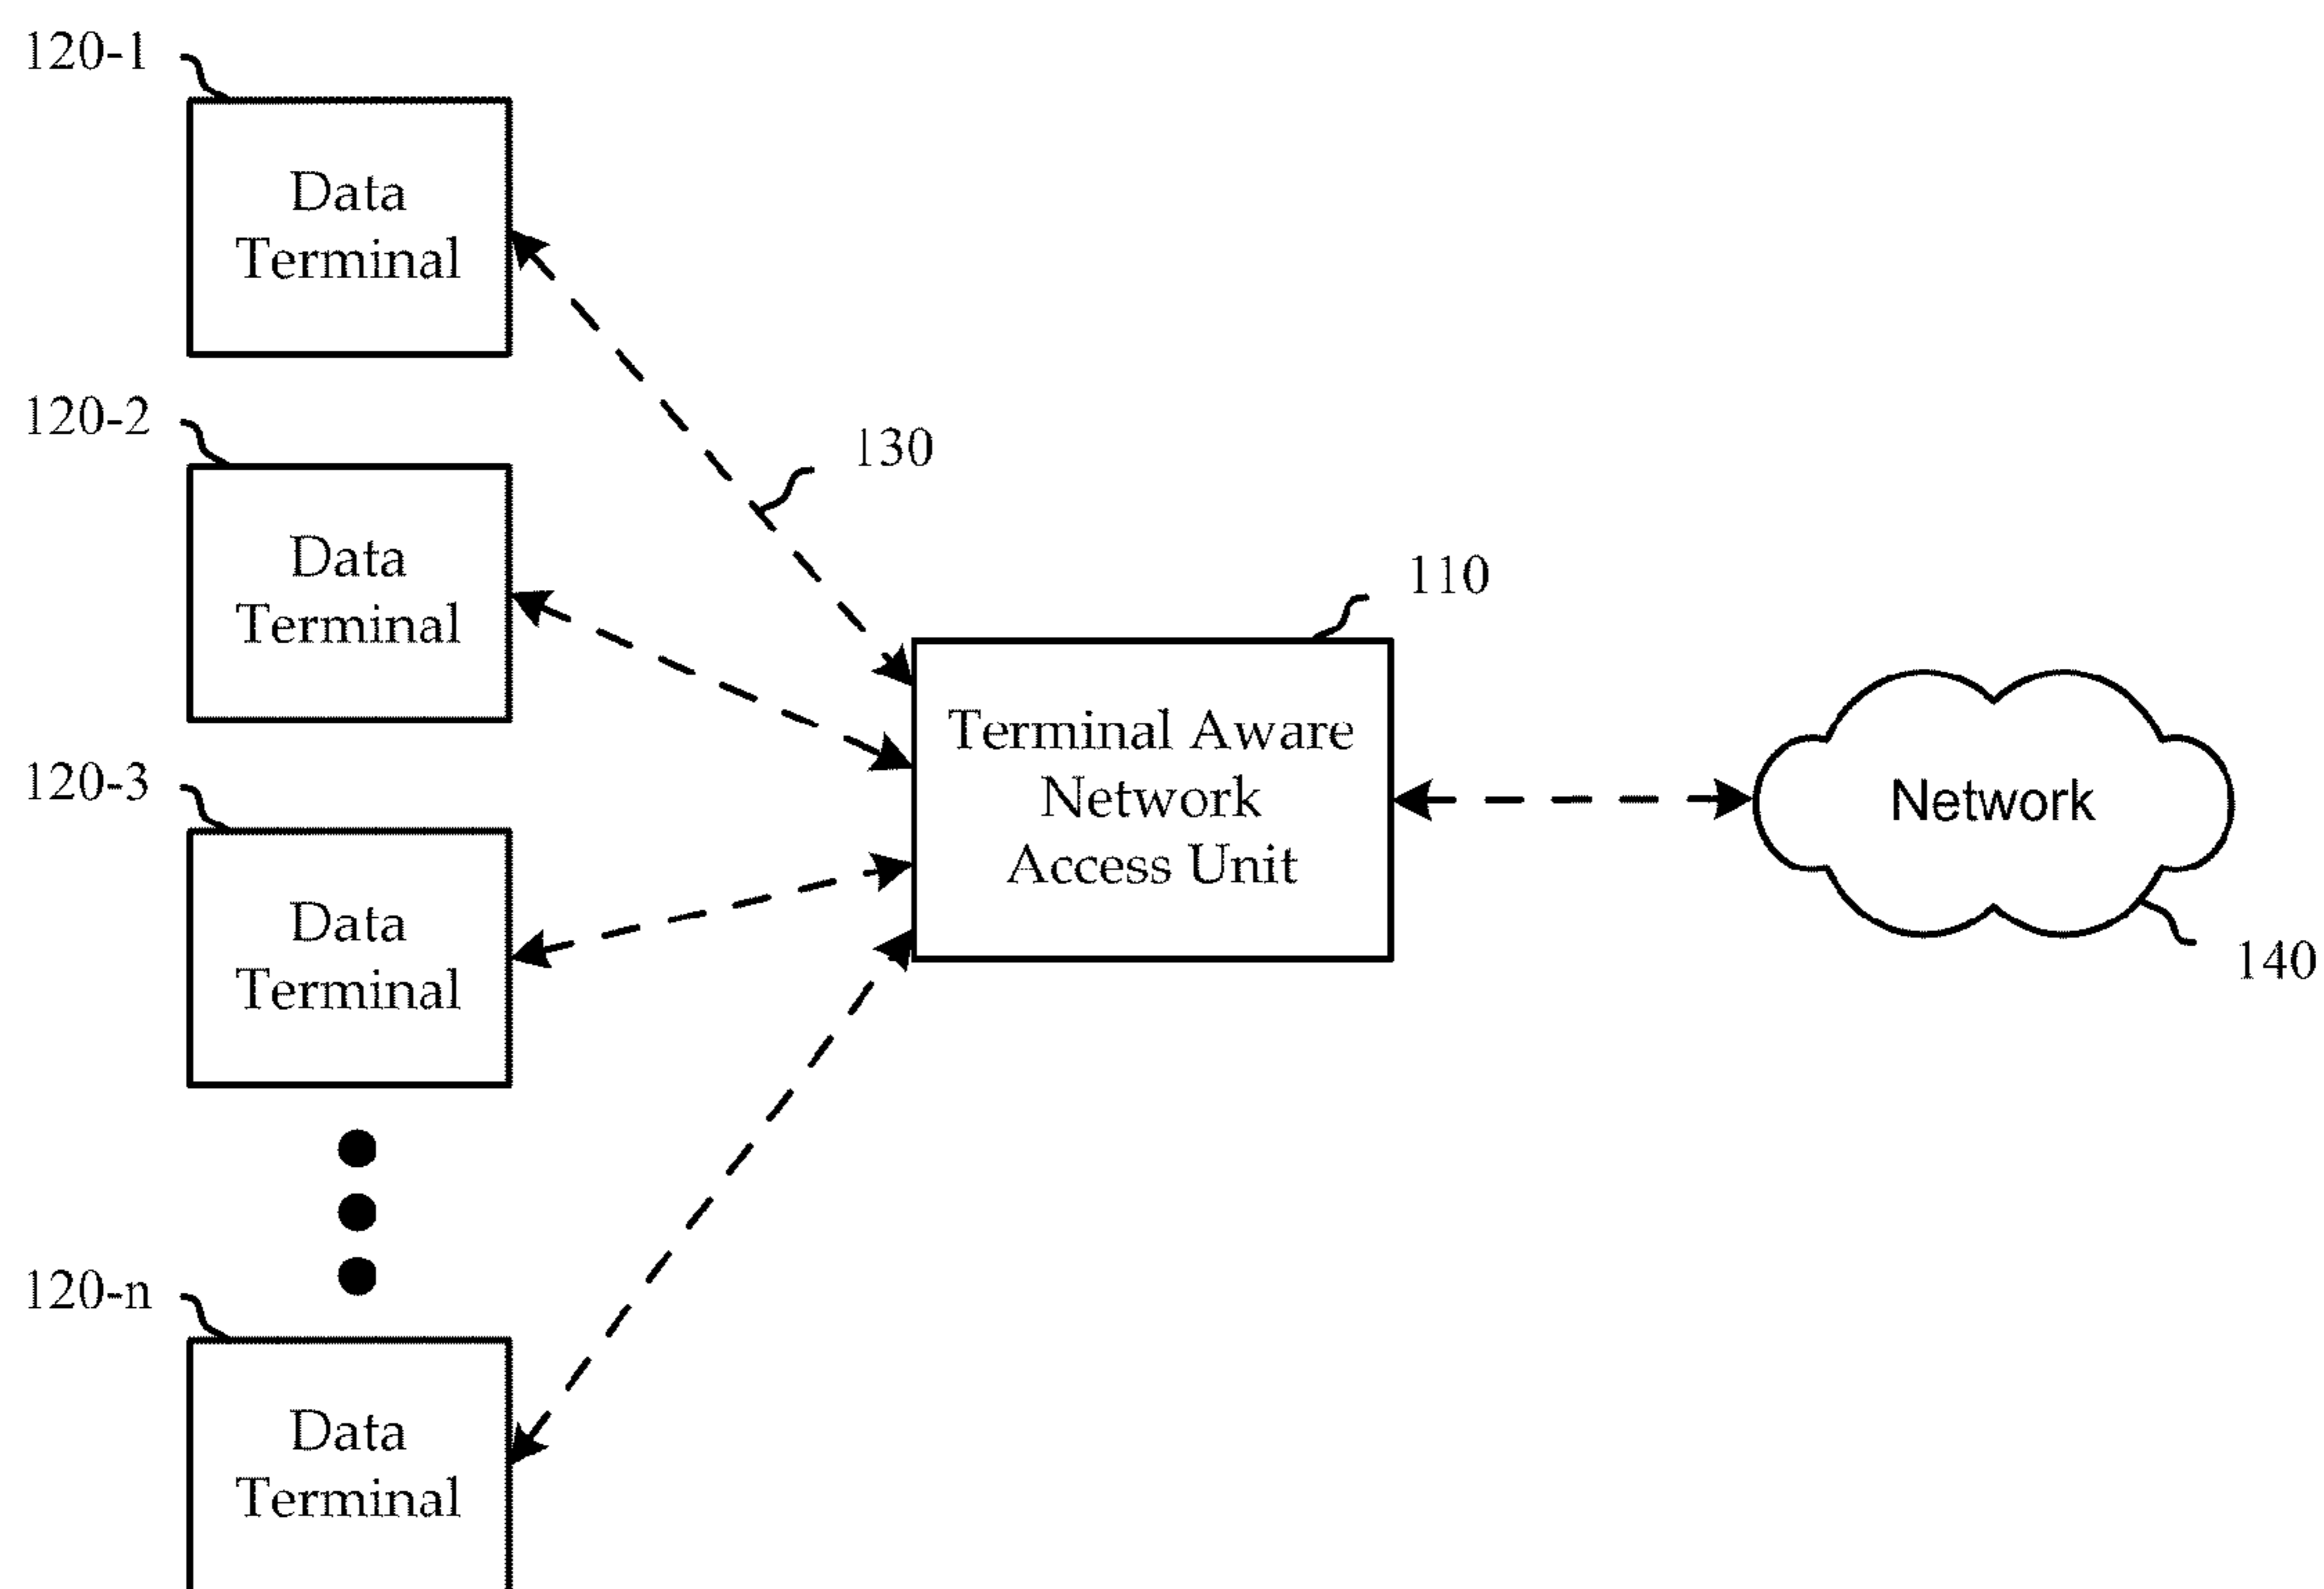 120-1
Data
Terminal
120-2
Data
Terminal
130
110
120-3
Data
Terminal
Terminal Aware
Network
Access Unit
Network
140
120-n
Data
Terminal